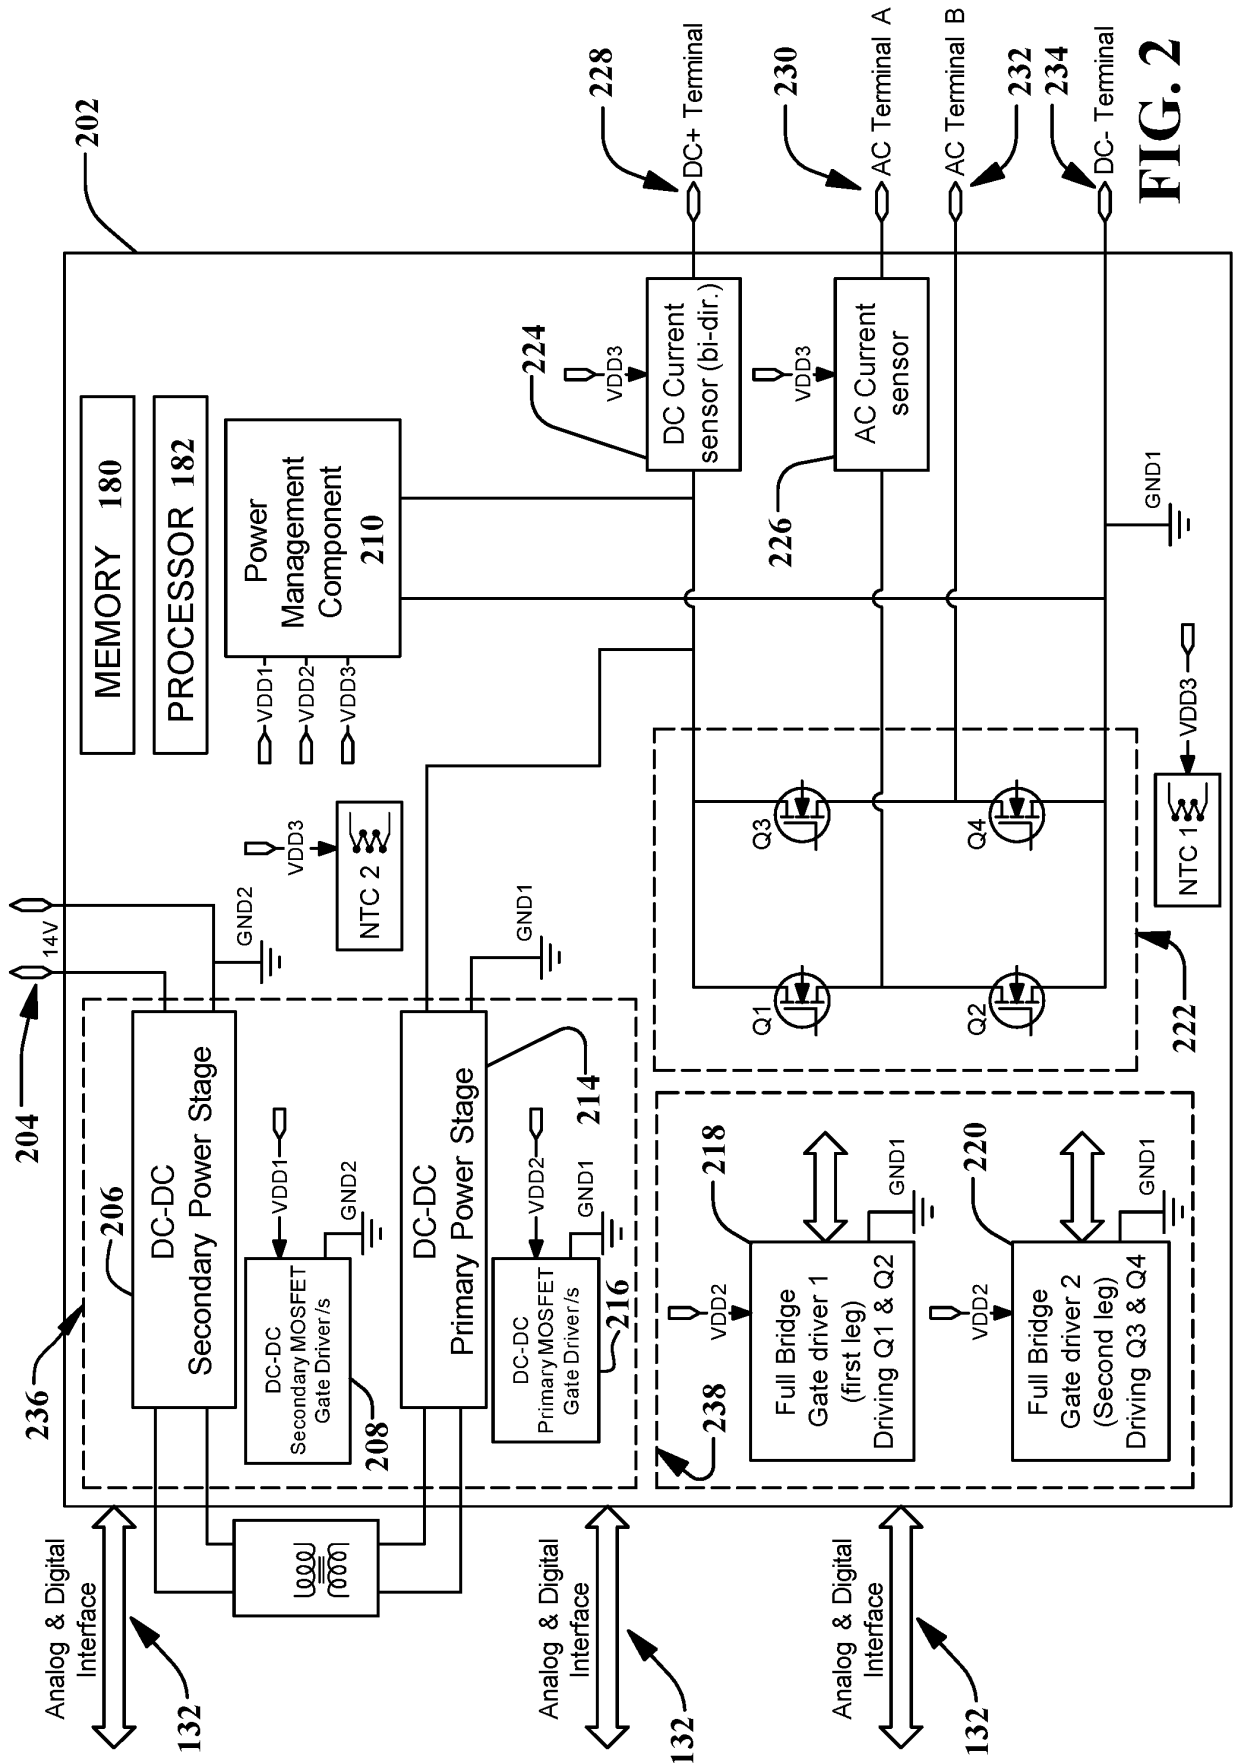 Analog & Digital
Interface
132
Analog & Digital
Interface
132
Analog & Digital
Interface
132
236
204
14V
206
DC-DC
Secondary Power Stage
GND2
DC-DC
Secondary MOSFET
Gate Driver/s
208
VDD1
GND2
DC-DC
Primary Power Stage
214
GND1
DC-DC
Primary MOSFET
Gate Driver/s
216
VDD2
GND1
238
218
VDD2
Full Bridge
Gate driver 1
(first leg)
Driving Q1 & Q2
GND1
220
VDD2
Full Bridge
Gate driver 2
(Second leg)
Driving Q3 & Q4
GND1
222
Q1
Q2
Q3
Q4
NTC 2
VDD3
NTC 1
VDD3
MEMORY 180
PROCESSOR 182
Power
Management
Component
210
VDD1
VDD2
VDD3
202
224
VDD3
DC Current
sensor (bi-dir.)
226
VDD3
AC Current
sensor
GND1
228
DC+ Terminal
230
AC Terminal A
AC Terminal B
232
234
DC- Terminal
FIG. 2